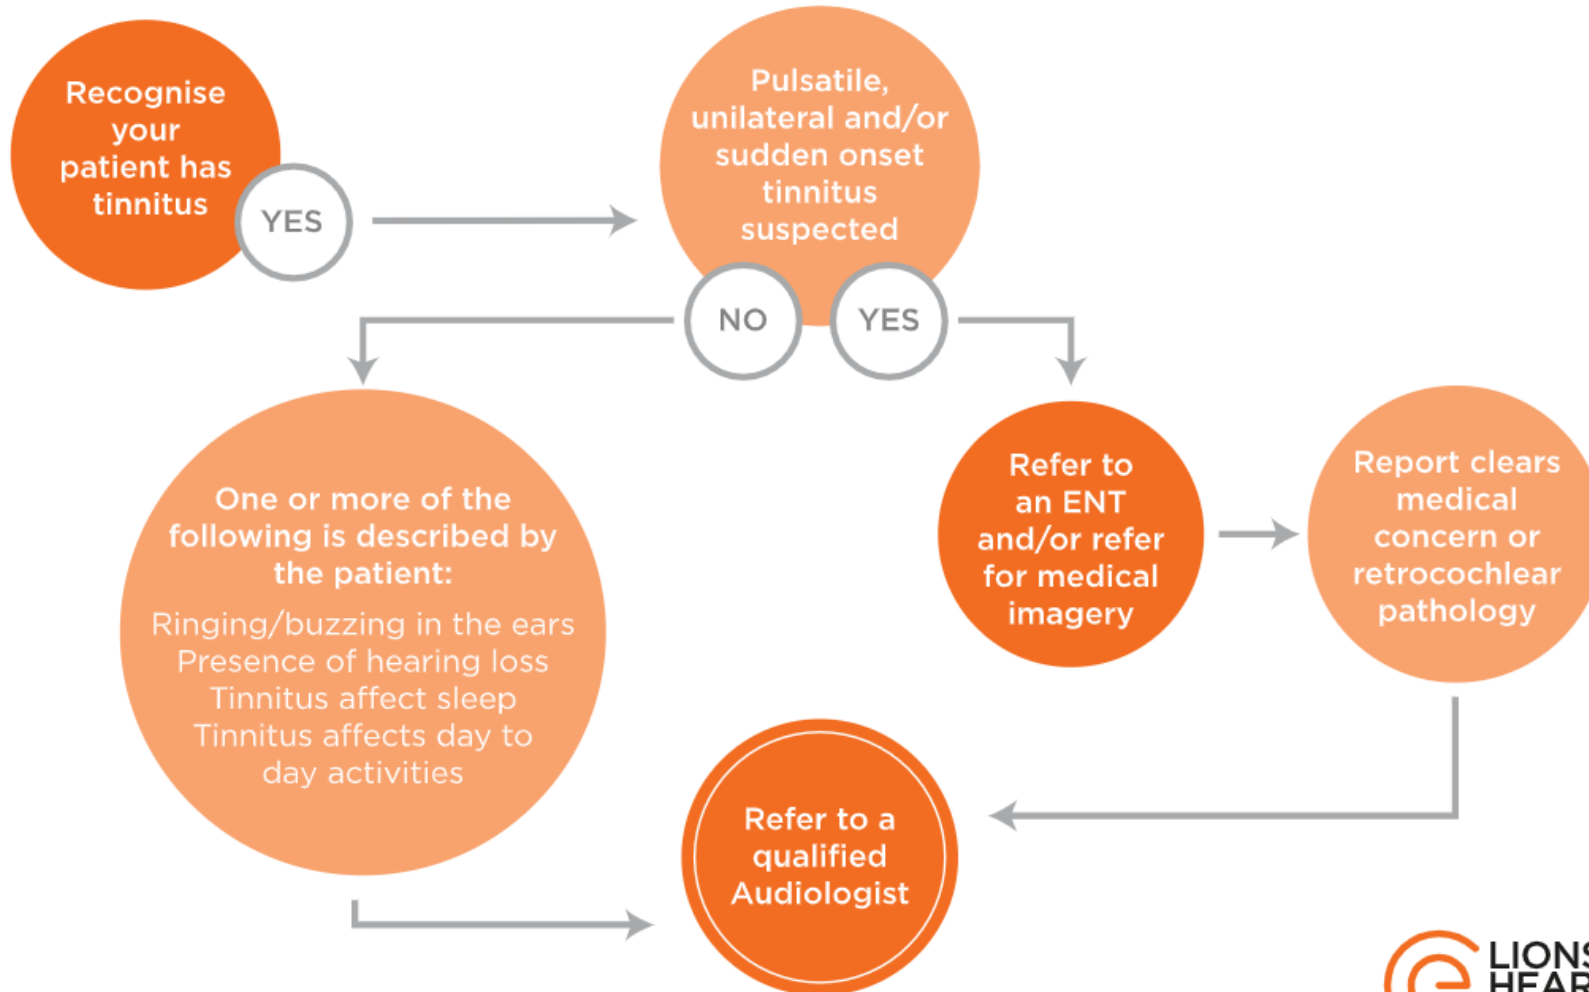 Recognise
your
patient has
tinnitus
YES
Pulsatile,
unilateral and/or
sudden onset
tinnitus
suspected
NO
YES
One or more of the
following is described by
the patient:
Ringing/buzzing in the ears
Presence of hearing loss
Tinnitus affect sleep
Tinnitus affects day to
day activities
Refer to
an ENT
and/or refer
for medical
imagery
Report clears
medical
concern or
retrocochlear
pathology
Refer to a
qualified
Audiologist
LIONS
HEAR